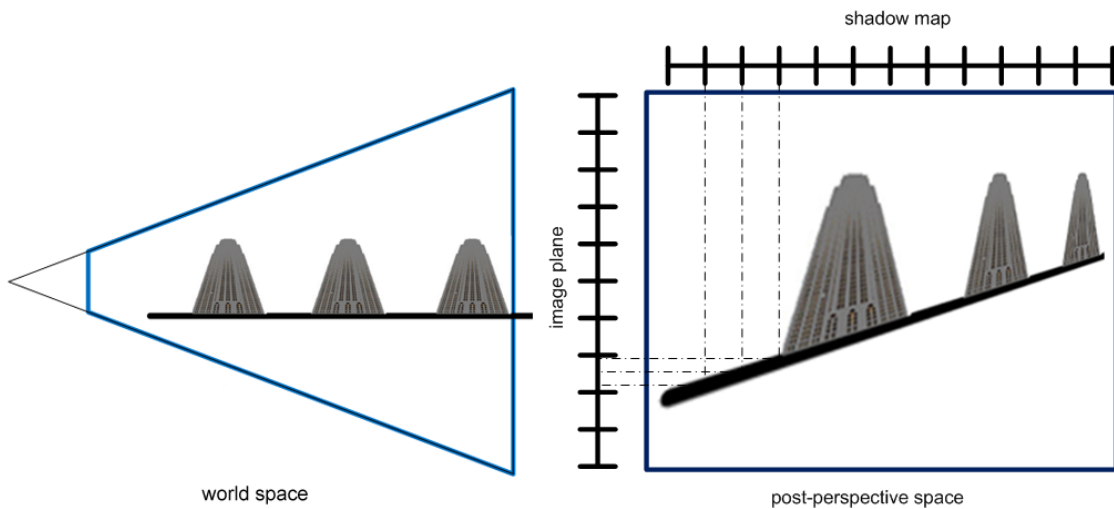 shadow map
image plane
world space
post-perspective space